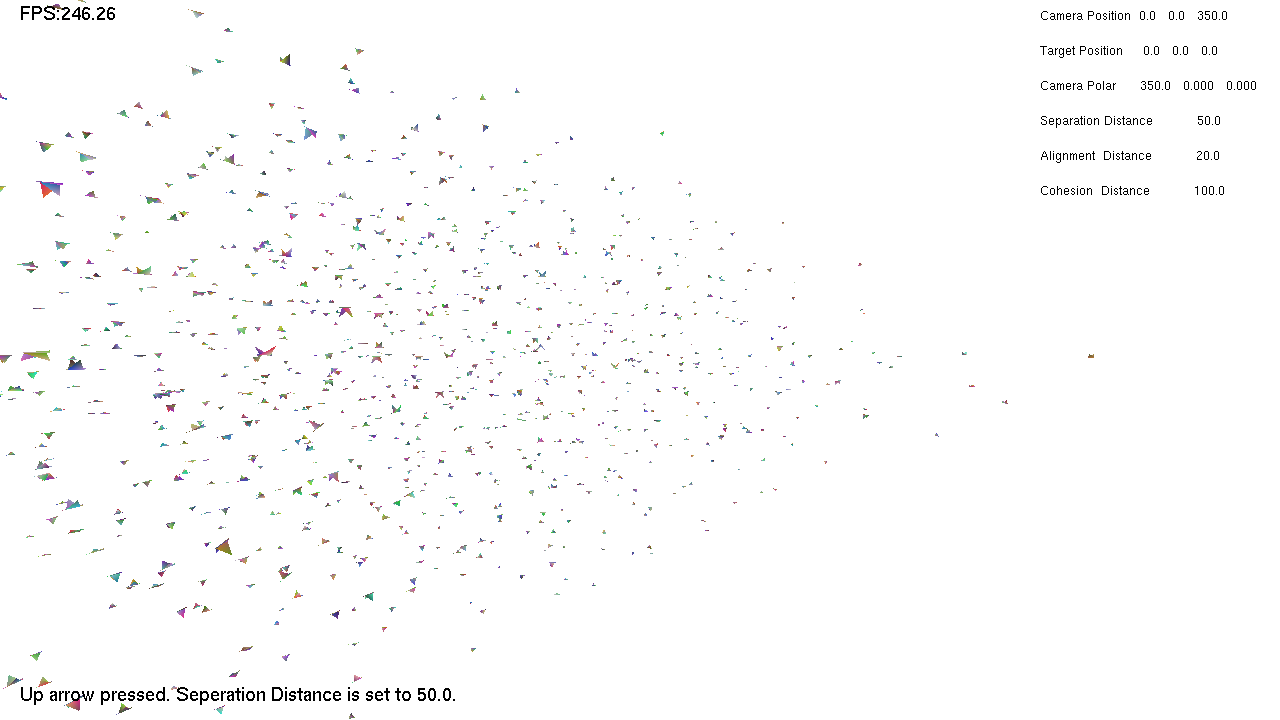 FPS:246.26
Camera Position 0.0 0.0 350.0
Target Position 0.0 0.0 0.0
Camera Polar 350.0 0.000 0.000
Separation Distance 50.0
Alignment Distance 20.0
Cohesion Distance 100.0
Up arrow pressed. Seperation Distance is set to 50.0.